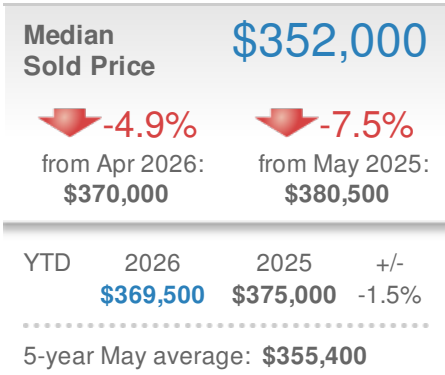 Median
Sold Price
$352,000
-4.9%
-7.5%
from Apr 2026:
from May 2025:
$370,000
$380,500
YTD 2026 2025 +/-
$369,500 $375,000 -1.5%
5-year May average: $355,400